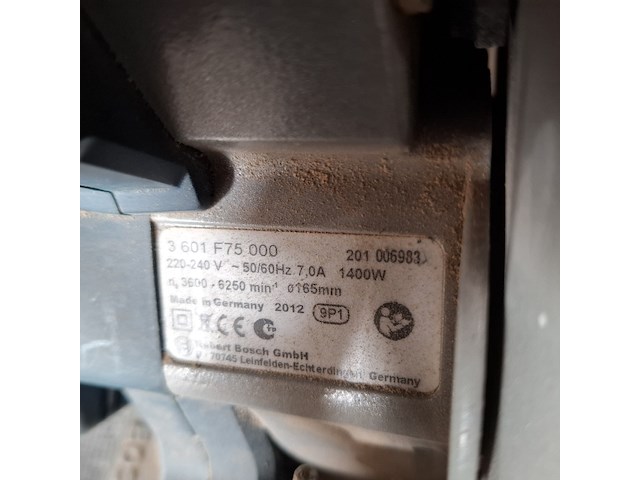 3 601 F75 000 201 006983
220-240 V ~ 50/60Hz 7,0A 1400W
n₀ 3600 - 6250 min⁻¹ ø165mm
Made in Germany 2012 9P1
CE
Robert Bosch GmbH
70745 Leinfelden-Echterdingen Germany